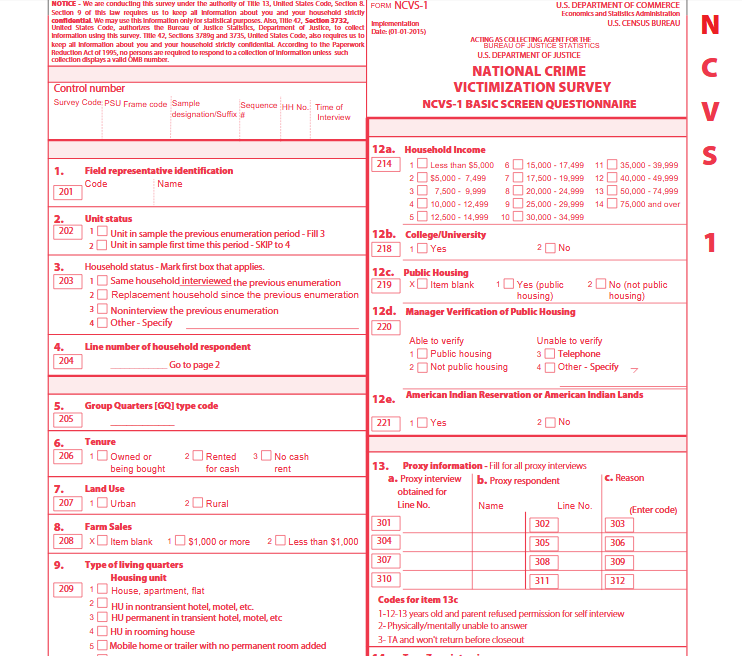 NOTICE - We are conducting this survey under the authority of Title 13, United States Code, Section 8.
Section 9 of this law requires us to keep all information about you and your household strictly
confidential. We may use this information only for statistical purposes. Also, Title 42, Section 3732,
United States Code, authorizes the Bureau of Justice Statistics, Department of Justice, to collect
information using this survey. Title 42, Sections 3789g and 3735, United States Code, also requires us to
keep all information about you and your household strictly confidential. According to the Paperwork
Reduction Act of 1995, no persons are required to respond to a collection of information unless such
collection displays a valid OMB number.
Control number
Survey Code PSU Frame code Sample designation/Suffix Sequence # HH No. Time of Interview
1. Field representative identification
201 Code Name
2. Unit status
202 1 Unit in sample the previous enumeration period - Fill 3
2 Unit in sample first time this period - SKIP to 4
3. Household status - Mark first box that applies.
203 1 Same household interviewed the previous enumeration
2 Replacement household since the previous enumeration
3 Noninterview the previous enumeration
4 Other - Specify
4. Line number of household respondent
204 Go to page 2
5. Group Quarters [GQ] type code
205
6. Tenure
206 1 Owned or being bought 2 Rented for cash 3 No cash rent
7. Land Use
207 1 Urban 2 Rural
8. Farm Sales
208 X Item blank 1 $1,000 or more 2 Less than $1,000
9. Type of living quarters
Housing unit
209 1 House, apartment, flat
2 HU in nontransient hotel, motel, etc.
3 HU permanent in transient hotel, motel, etc
4 HU in rooming house
5 Mobile home or trailer with no permanent room added
FORM NCVS-1
Implementation
Date: (01-01-2015)
U.S. DEPARTMENT OF COMMERCE
Economics and Statistics Administration
U.S. CENSUS BUREAU
ACTING AS COLLECTING AGENT FOR THE
BUREAU OF JUSTICE STATISTICS
U.S. DEPARTMENT OF JUSTICE
NATIONAL CRIME
VICTIMIZATION SURVEY
NCVS-1 BASIC SCREEN QUESTIONNAIRE
12a. Household Income
214 1 Less than $5,000 6 15,000 - 17,499 11 35,000 - 39,999
2 $5,000 - 7,499 7 17,500 - 19,999 12 40,000 - 49,999
3 7,500 - 9,999 8 20,000 - 24,999 13 50,000 - 74,999
4 10,000 - 12,499 9 25,000 - 29,999 14 75,000 and over
5 12,500 - 14,999 10 30,000 - 34,999
12b. College/University
218 1 Yes 2 No
12c. Public Housing
219 X Item blank 1 Yes (public housing) 2 No (not public housing)
12d. Manager Verification of Public Housing
220
Able to verify Unable to verify
1 Public housing 3 Telephone
2 Not public housing 4 Other - Specify
12e. American Indian Reservation or American Indian Lands
221 1 Yes 2 No
13. Proxy information - Fill for all proxy interviews
a. Proxy interview obtained for Line No. b. Proxy respondent c. Reason
Name Line No. (Enter code)
301 302 303
304 305 306
307 308 309
310 311 312
Codes for item 13c
1-12-13 years old and parent refused permission for self interview
2- Physically/mentally unable to answer
3- TA and won't return before closeout
N
C
V
S
1